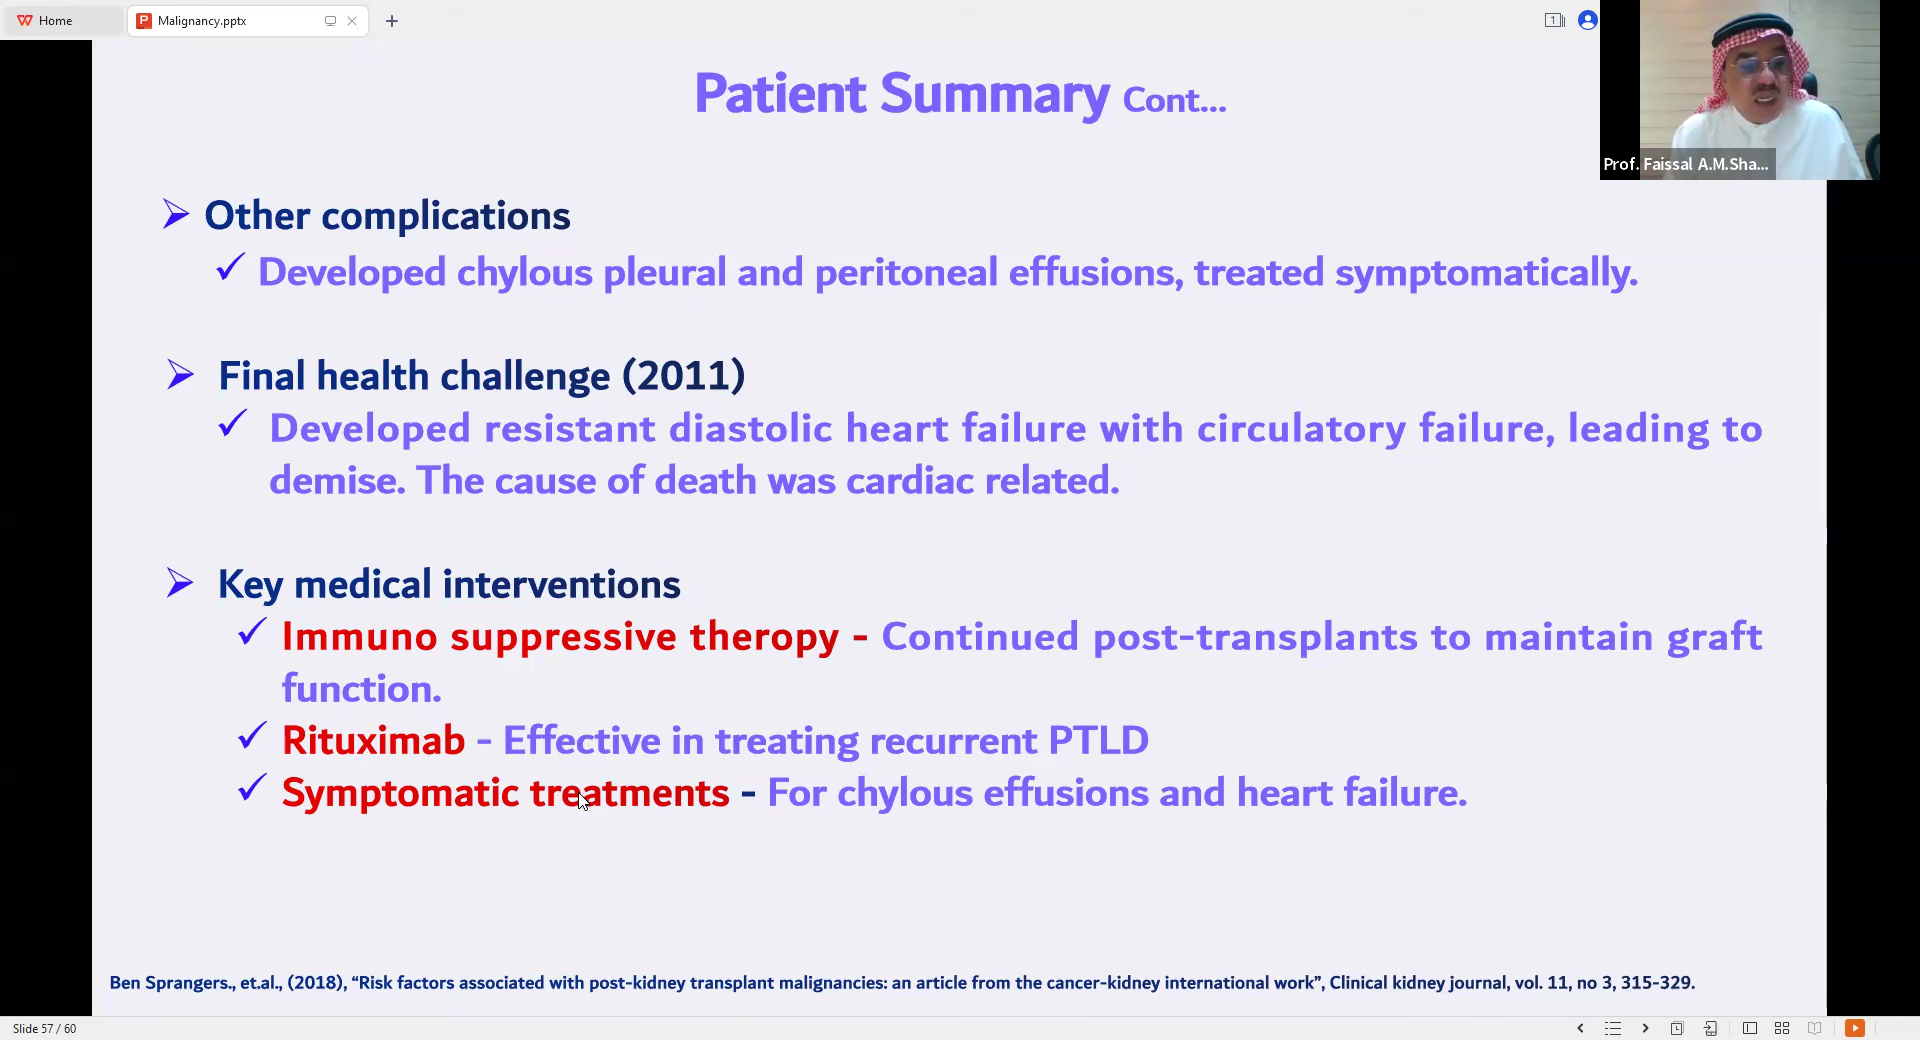 Home
Malignancy.pptx
1
Patient Summary Cont...
Prof. Faissal A.M.Sha...
Other complications
Developed chylous pleural and peritoneal effusions, treated symptomatically.
Final health challenge (2011)
Developed resistant diastolic heart failure with circulatory failure, leading to
demise. The cause of death was cardiac related.
Key medical interventions
Immuno suppressive theropy - Continued post-transplants to maintain graft
function.
Rituximab - Effective in treating recurrent PTLD
Symptomatic treatments - For chylous effusions and heart failure.
Ben Sprangers., et.al., (2018), “Risk factors associated with post-kidney transplant malignancies: an article from the cancer-kidney international work”, Clinical kidney journal, vol. 11, no 3, 315-329.
Slide 57 / 60